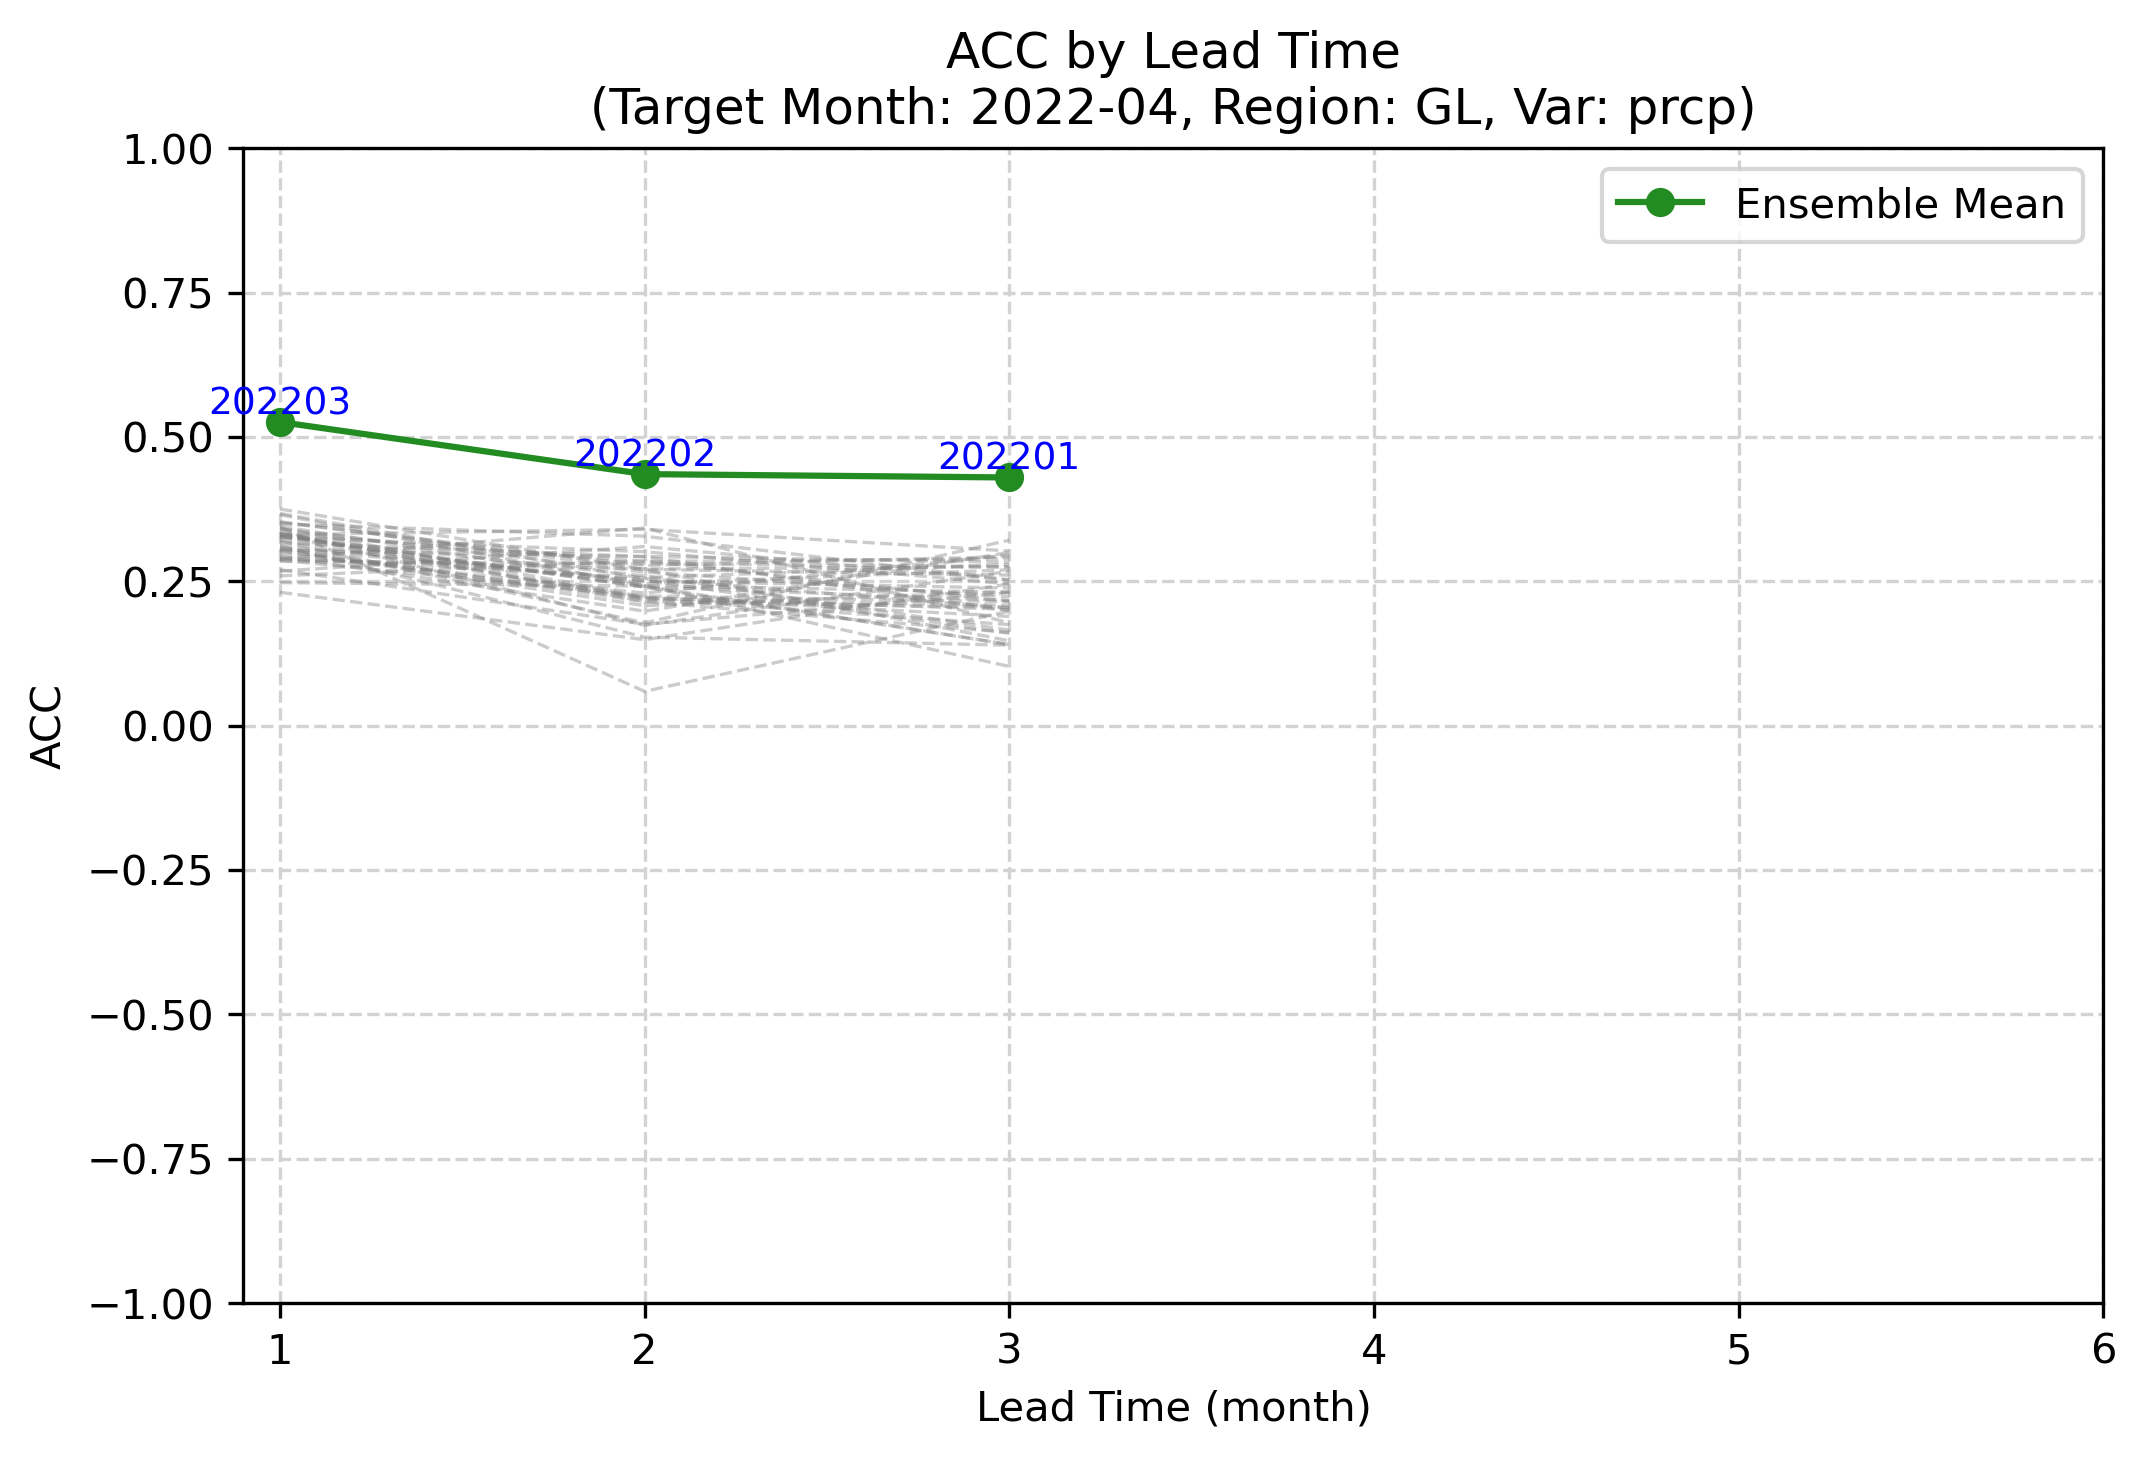 ACC by Lead Time
(Target Month: 2022-04, Region: GL, Var: prcp)
1.00
0.75
0.50
0.25
0.00
−0.25
−0.50
−0.75
−1.00
ACC
Ensemble Mean
202203
202202
202201
1 2 3 4 5 6
Lead Time (month)